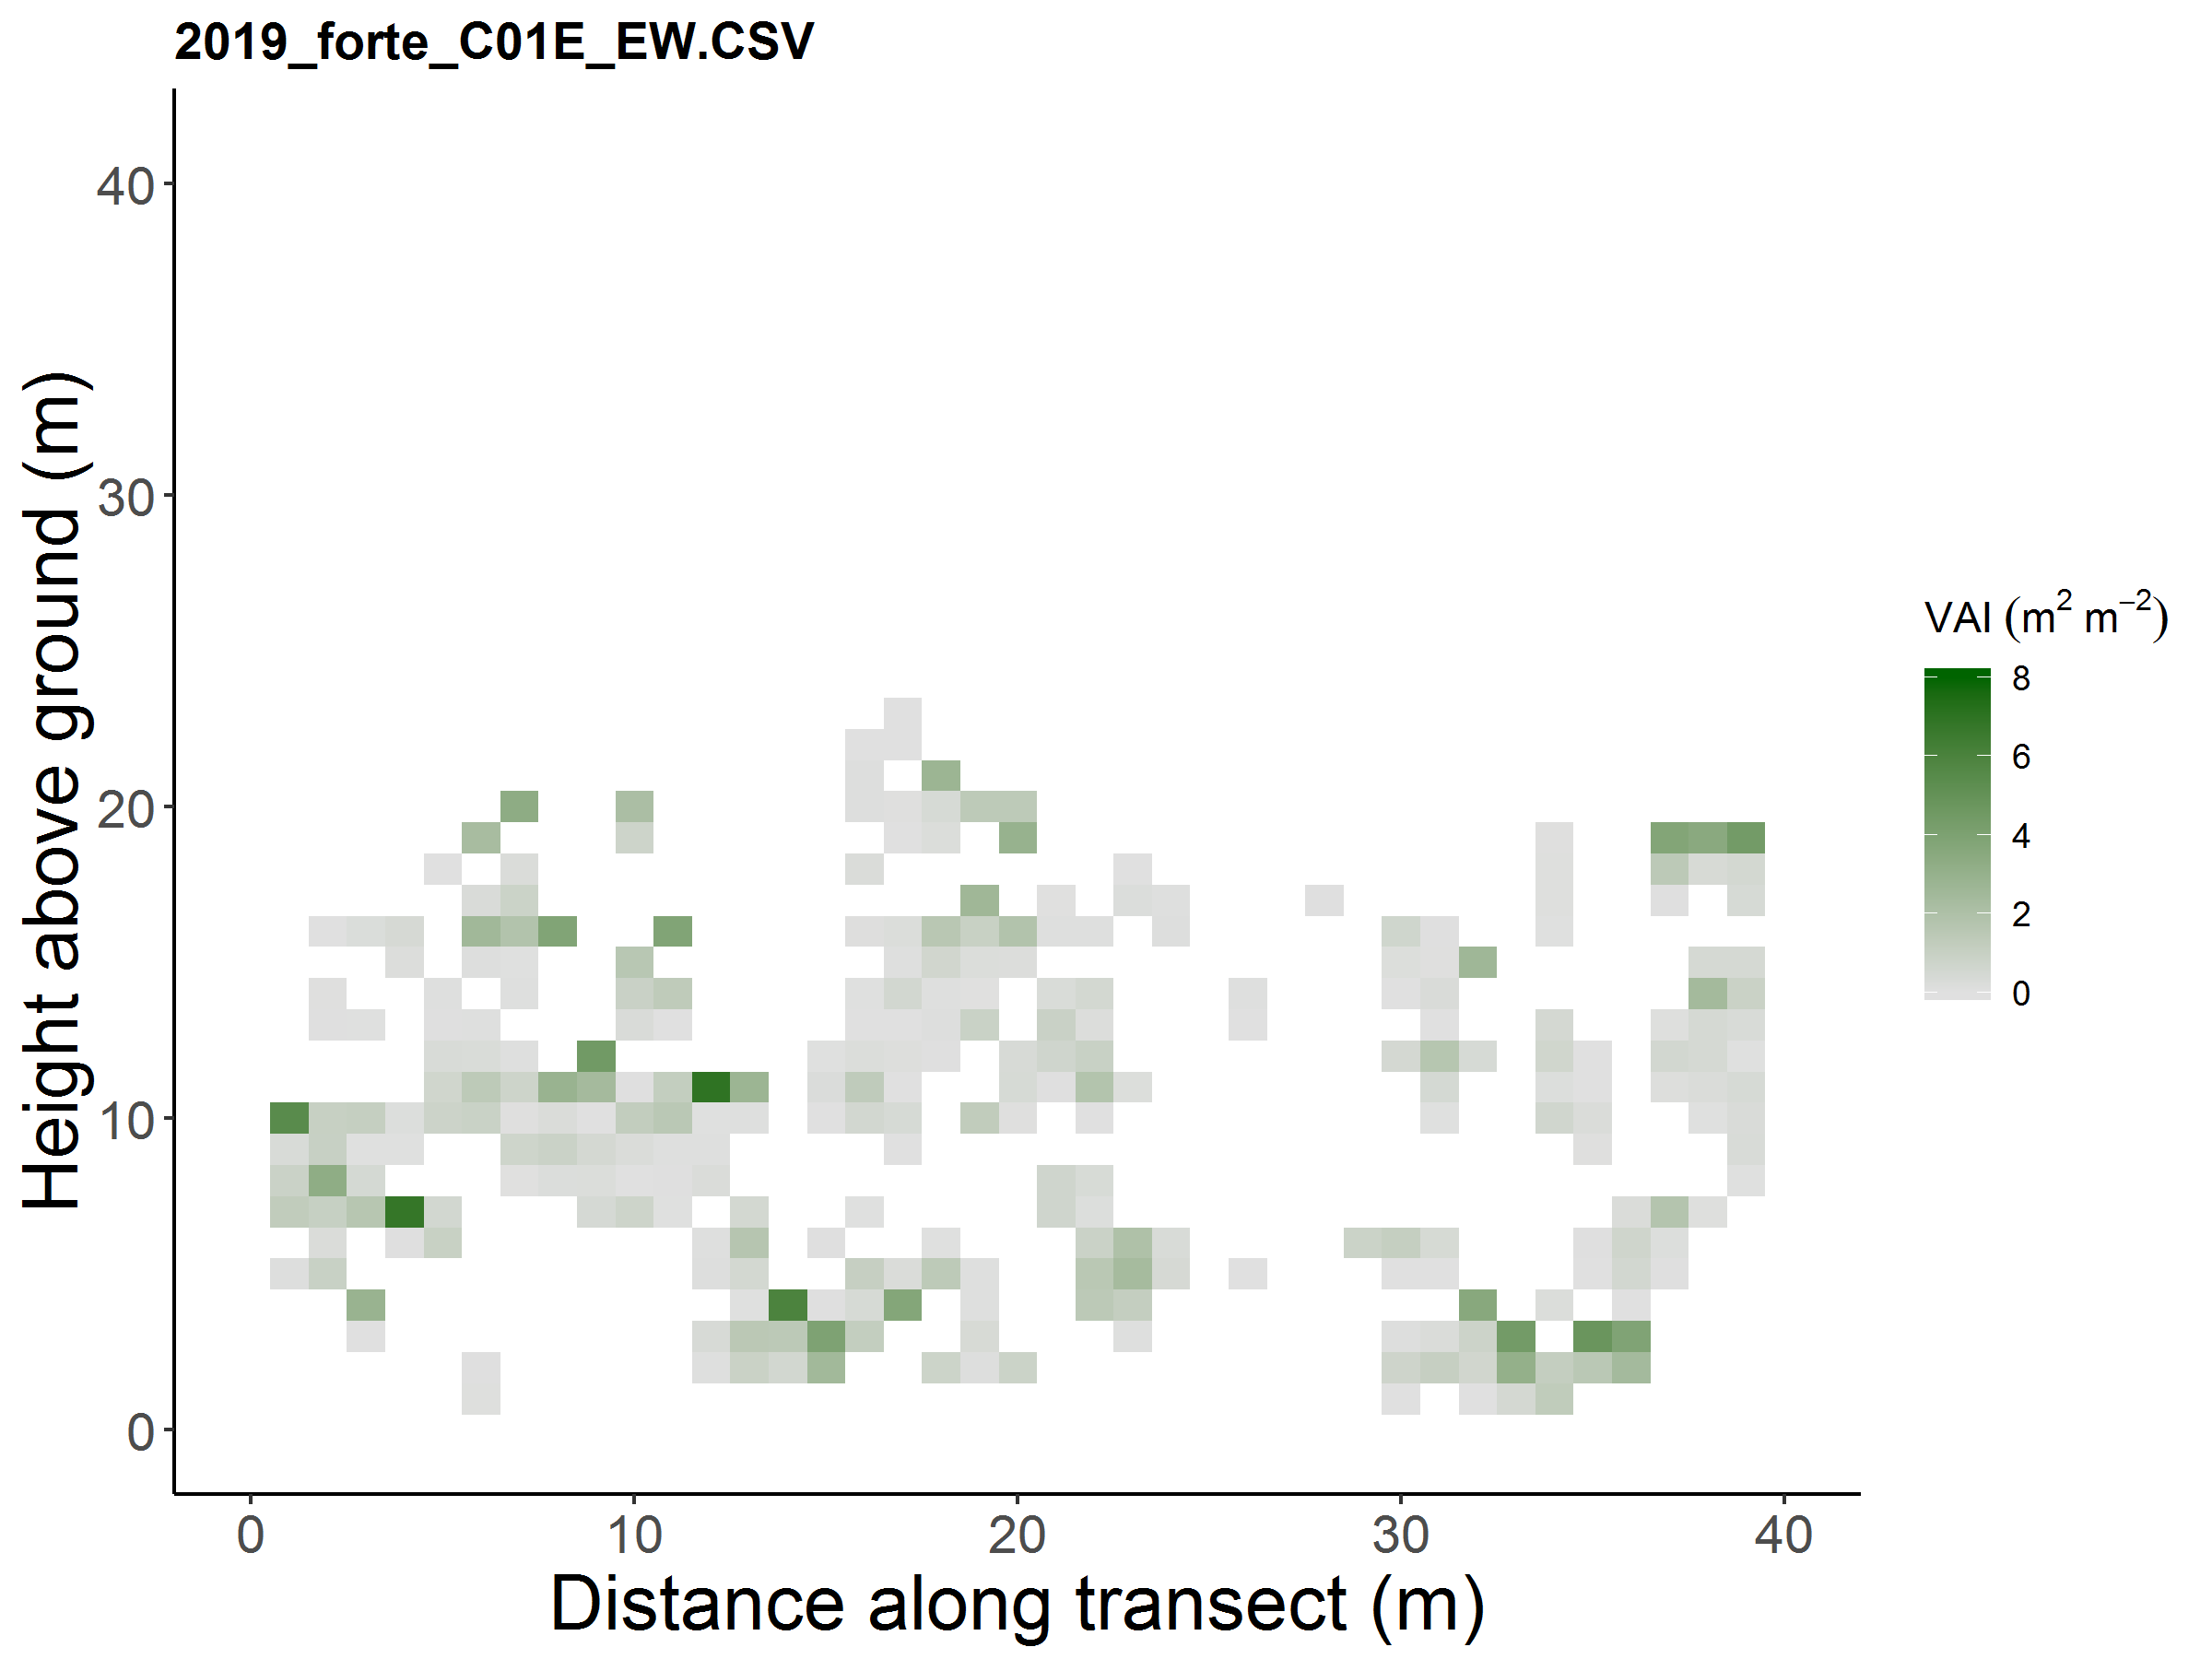 2019_forte_C01E_EW.CSV
Height above ground (m)
40
30
20
10
0
0 10 20 30 40
Distance along transect (m)
VAI (m² m⁻²)
8
6
4
2
0